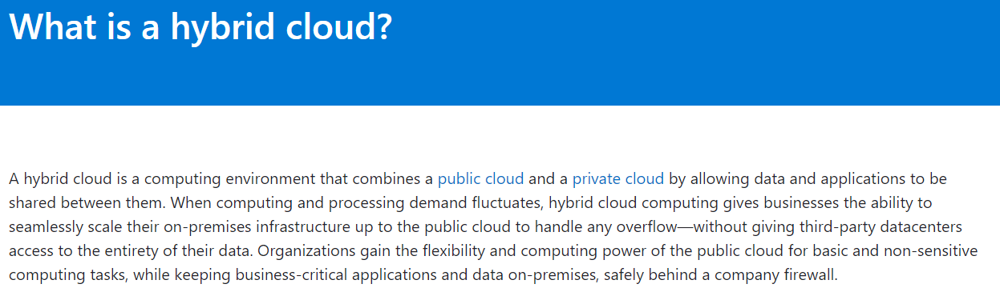 What is a hybrid cloud?
A hybrid cloud is a computing environment that combines a public cloud and a private cloud by allowing data and applications to be
shared between them. When computing and processing demand fluctuates, hybrid cloud computing gives businesses the ability to
seamlessly scale their on-premises infrastructure up to the public cloud to handle any overflow—without giving third-party datacenters
access to the entirety of their data. Organizations gain the flexibility and computing power of the public cloud for basic and non-sensitive
computing tasks, while keeping business-critical applications and data on-premises, safely behind a company firewall.